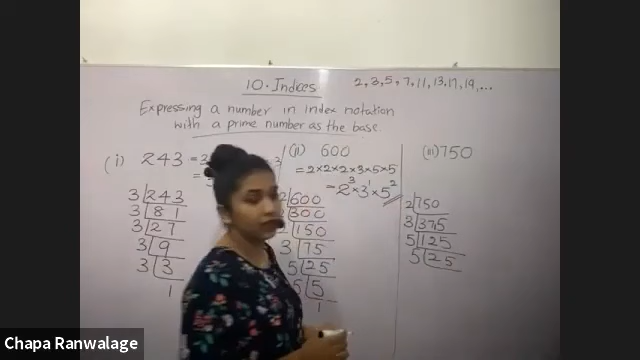 10. Indices
2, 3, 5, 7, 11, 13, 17, 19, ...
Expressing a number in index notation
with a prime number as the base.
(i) 243 = 3
=
3 243
3 81
3 27
3 9
3 3
1
(ii) 600
= 2 × 2 × 2 × 3 × 5 × 5
= 2³ × 3¹ × 5²
2 600
300
150
3 75
5 25
5 5
1
(iii) 750
2 750
3 375
5 125
5 25
Chapa Ranwalage